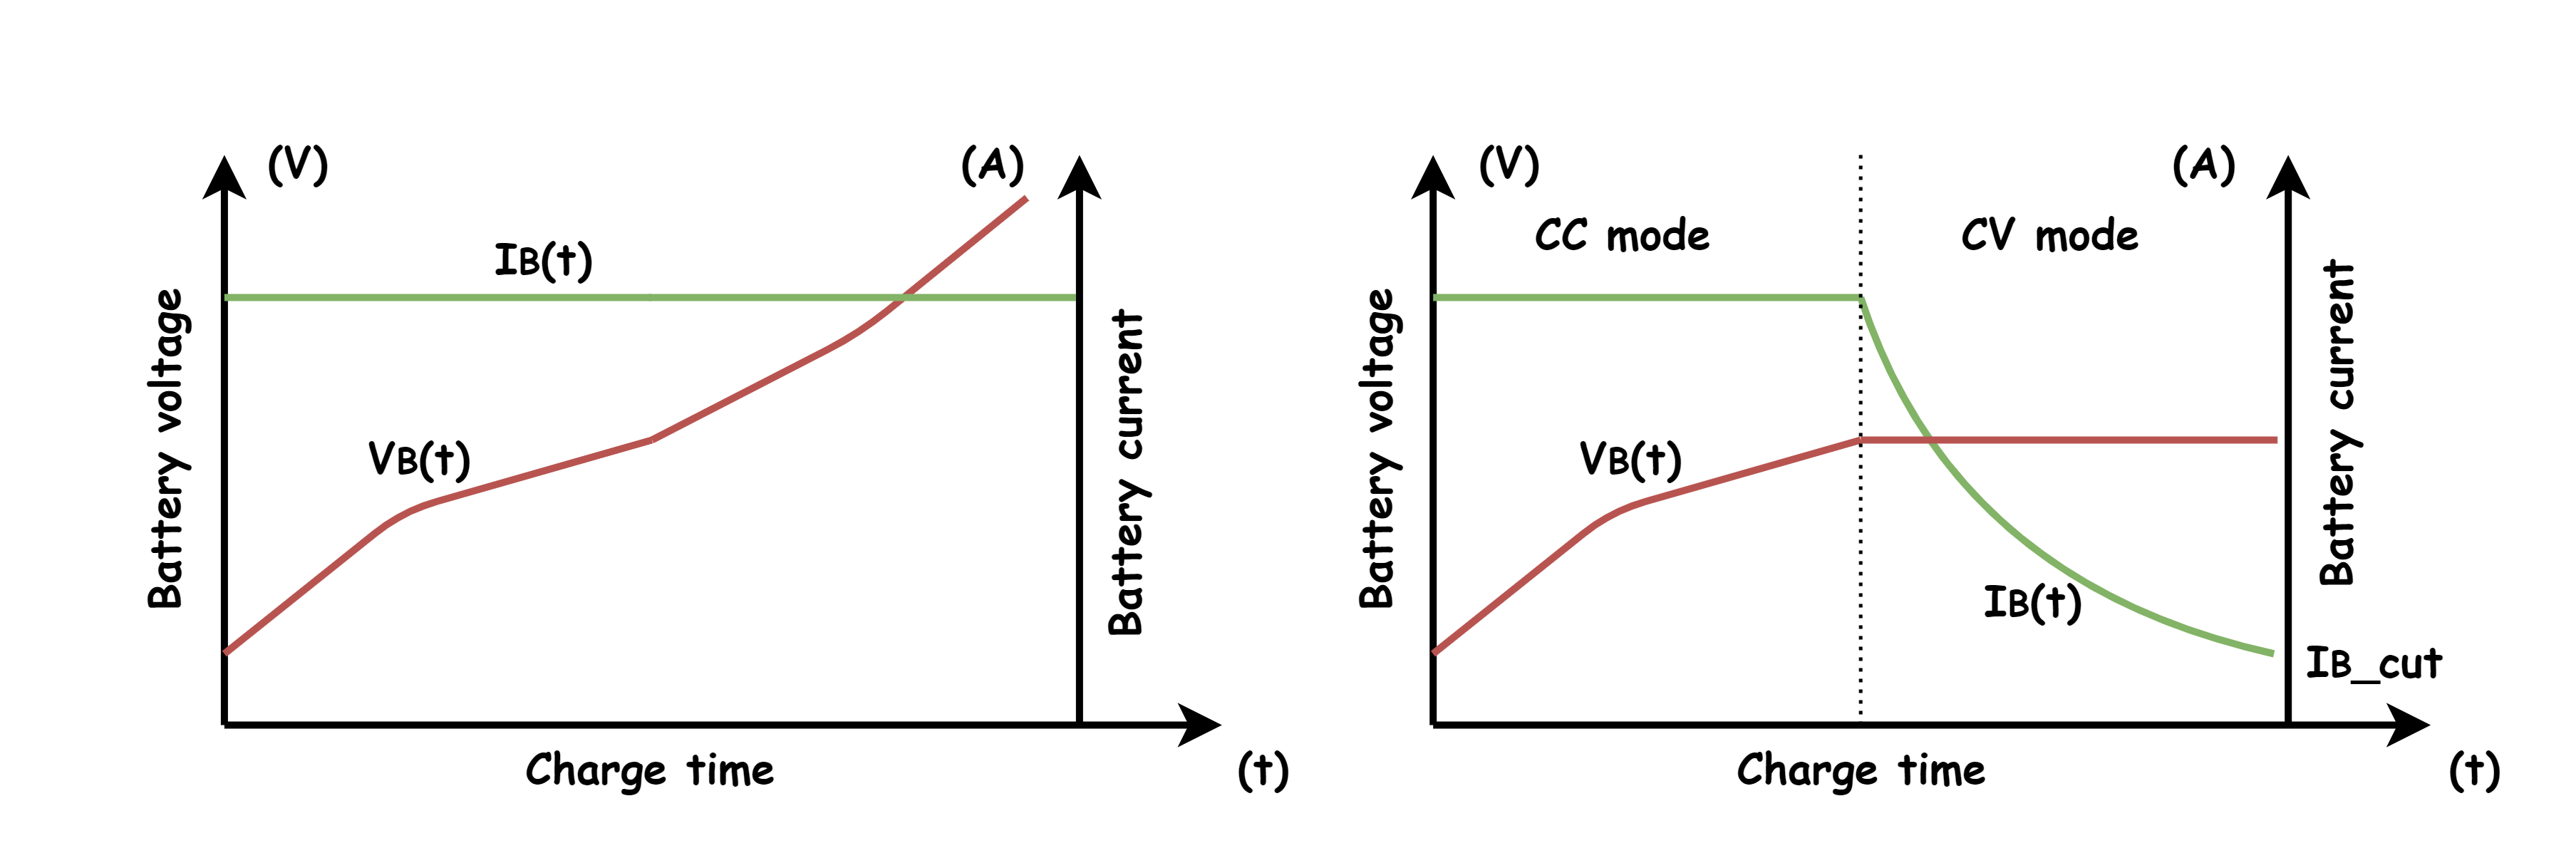 (V)
(A)
IB(t)
VB(t)
Battery voltage
Battery current
Charge time
(t)
(V)
(A)
CC mode
CV mode
VB(t)
IB(t)
IB_cut
Battery voltage
Battery current
Charge time
(t)